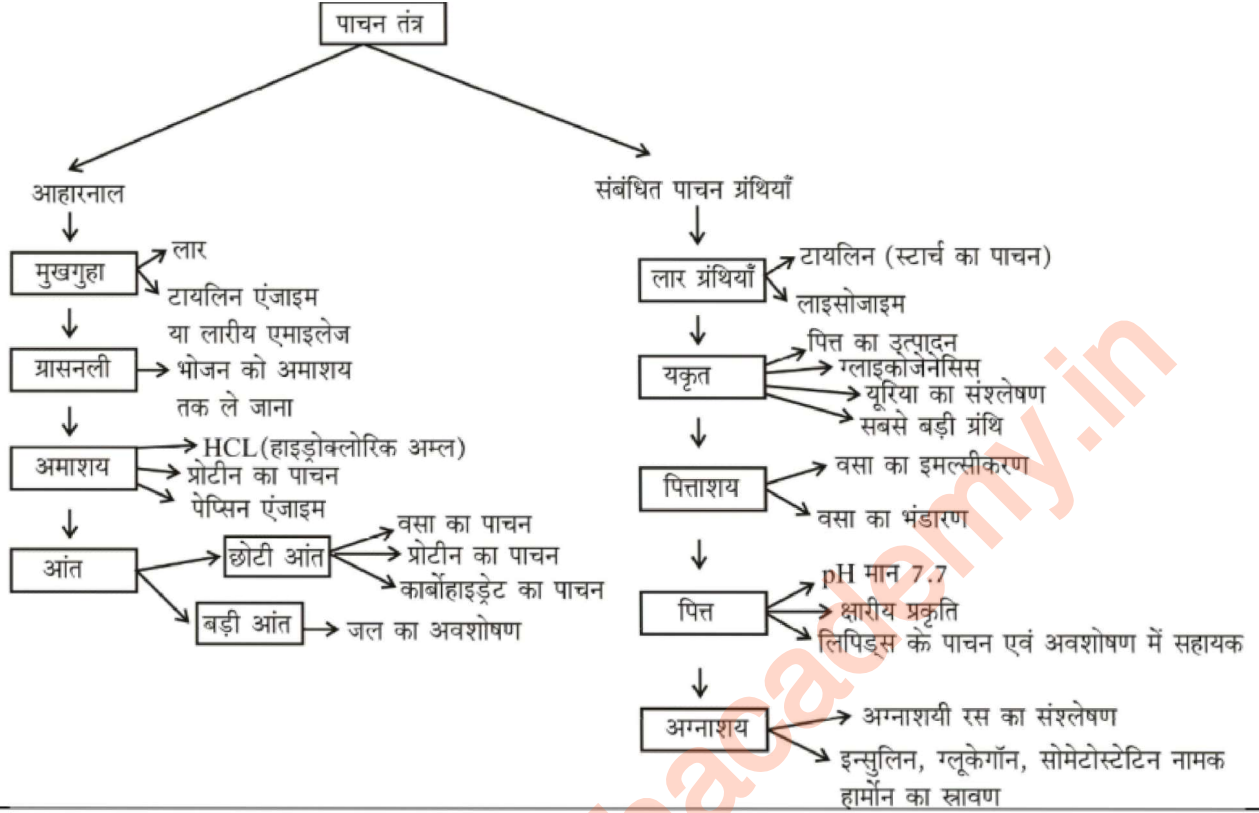 पाचन तंत्र
आहारनाल
मुखगुहा
लार
टायलिन एंजाइम
या लारीय एमाइलेज
ग्रासनली
भोजन को अमाशय
तक ले जाना
अमाशय
HCL(हाइड्रोक्लोरिक अम्ल)
प्रोटीन का पाचन
पेप्सिन एंजाइम
आंत
छोटी आंत
वसा का पाचन
प्रोटीन का पाचन
कार्बोहाइड्रेट का पाचन
बड़ी आंत
जल का अवशोषण
संबंधित पाचन ग्रंथियाँ
लार ग्रंथियाँ
टायलिन (स्टार्च का पाचन)
लाइसोजाइम
यकृत
पित्त का उत्पादन
ग्लाइकोजेनेसिस
यूरिया का संश्लेषण
सबसे बड़ी ग्रंथि
पित्ताशय
वसा का इमल्सीकरण
वसा का भंडारण
पित्त
pH मान 7.7
क्षारीय प्रकृति
लिपिड्स के पाचन एवं अवशोषण में सहायक
अग्नाशय
अग्नाशयी रस का संश्लेषण
इन्सुलिन, ग्लूकेगॉन, सोमेटोस्टेटिन नामक
हार्मोन का स्रावण
academy.in